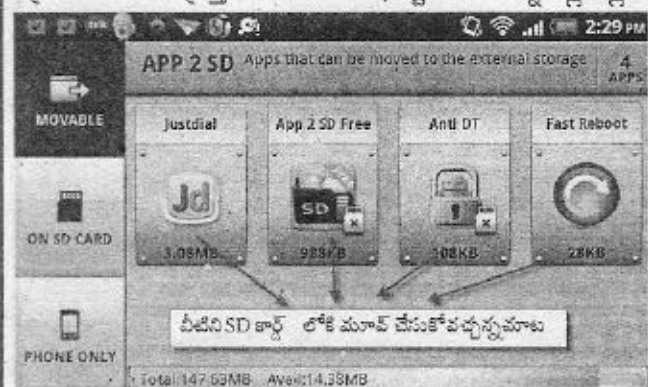 2:29 PM
APP 2 SD Apps that can be moved to the external storage 4 APPS
MOVABLE
Justdial App 2 SD Free Anti DT Fast Reboot
Jd SD
ON SD CARD
3.08MB 988KB 108KB 28KB
వీటిని SD కార్డ్ లోకి మూవ్ చేసుకోవచ్చన్నమాట
PHONE ONLY
Total:147.63MB Avail:14.38MB